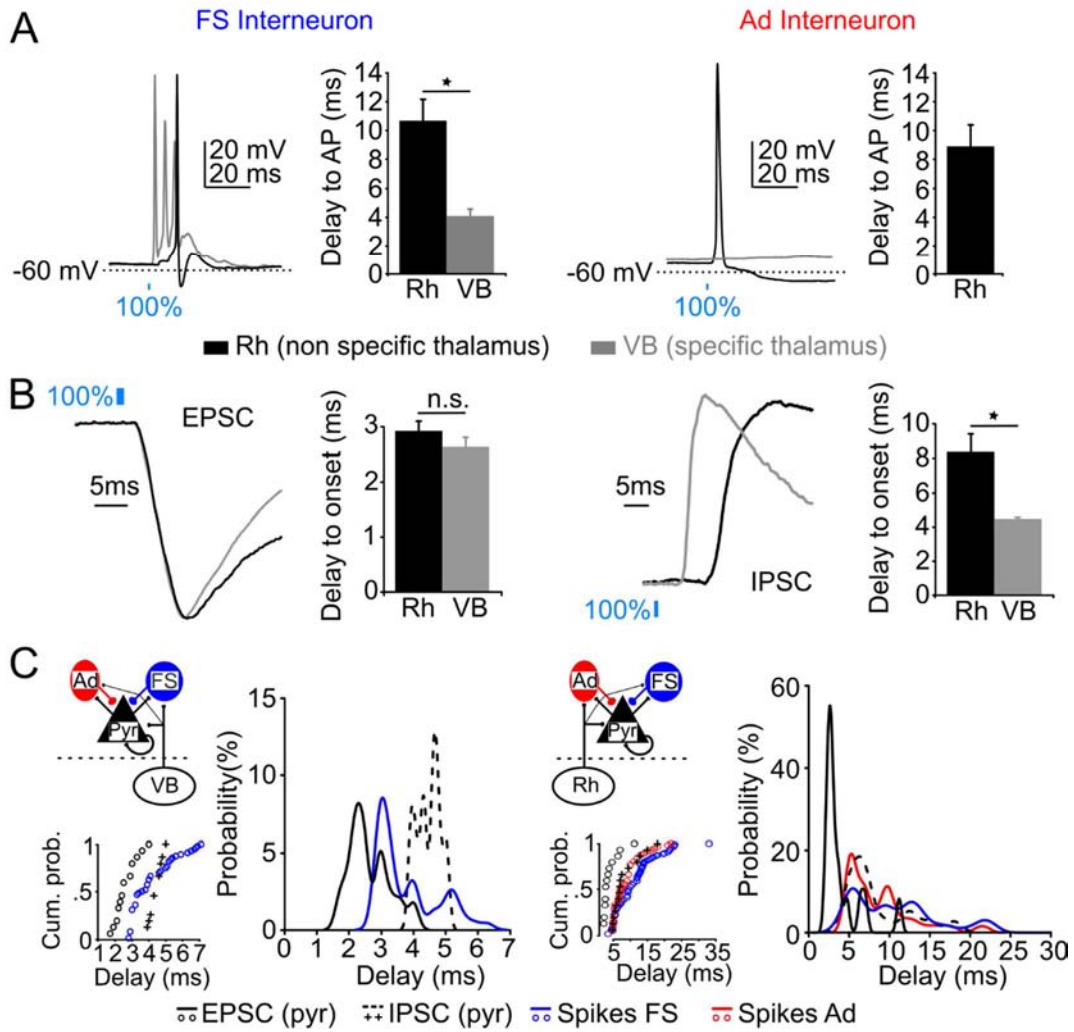 A
FS Interneuron
Ad Interneuron
20 mV
20 ms
-60 mV
100%
Delay to AP (ms)
14
12
10
8
6
4
2
0
*
Rh
VB
20 mV
20 ms
-60 mV
100%
Delay to AP (ms)
14
12
10
8
6
4
2
0
Rh
Rh (non specific thalamus)
VB (specific thalamus)
B
100%
EPSC
5ms
Delay to onset (ms)
3
2
1
0
n.s.
Rh
VB
5ms
IPSC
100%
Delay to onset (ms)
10
8
6
4
2
0
*
Rh
VB
C
Ad
FS
Pyr
VB
Cum. prob.
1
.5
0
1 2 3 4 5 6 7
Delay (ms)
Probability(%)
15
10
5
0
0 1 2 3 4 5 6 7
Delay (ms)
Ad
FS
Pyr
Rh
Cum. prob.
1
.5
0
5 15 25 35
Delay (ms)
Probability (%)
60
40
20
0
0 5 10 15 20 25 30
Delay (ms)
EPSC (pyr)
IPSC (pyr)
Spikes FS
Spikes Ad